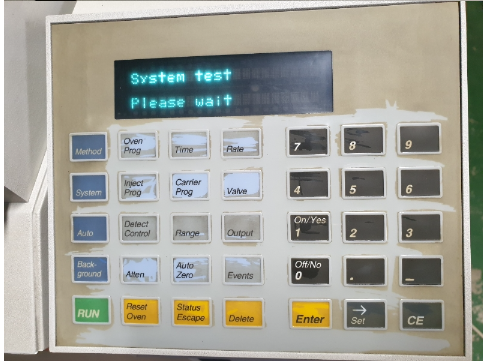 System test
Please wait
Method
Oven
Prog
Time
Rate
7
8
9
System
Inject
Prog
Carrier
Prog
Valve
4
5
6
Auto
Detect
Control
Range
Output
On/Yes
1
2
3
Back-
ground
Atten
Auto
Zero
Events
Off/No
0
.
–
RUN
Reset
Oven
Status
Escape
Delete
Enter
→
Set
CE